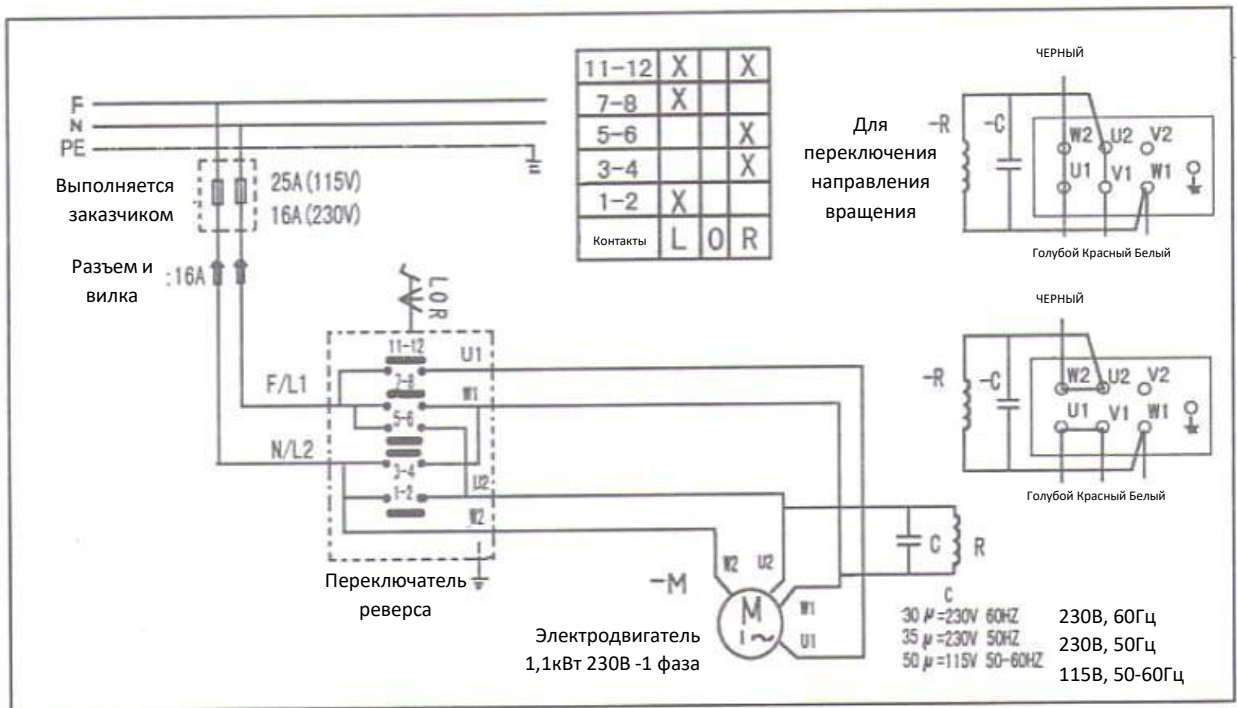 F
N
PE
Выполняется
заказчиком
25A(115V)
16A(230V)
Разъем и
вилка
:16A
11-12 X X
7-8 X
5-6 X
3-4 X
1-2 X
Контакты L O R
LOR
11-12
7-8
5-6
3-4
1-2
F/L1
N/L2
U1
W1
U2
W2
Переключатель
реверса
Электродвигатель
1,1кВт 230В -1 фаза
-M
W2 U2
M
1~
W1
U1
C R
C
30 μ=230V 60HZ
35 μ=230V 50HZ
50 μ=115V 50-60HZ
230В, 60Гц
230В, 50Гц
115В, 50-60Гц
Для
переключения
направления
вращения
ЧЕРНЫЙ
-R -C
W2 U2 V2
U1 V1 W1
Голубой Красный Белый
ЧЕРНЫЙ
-R -C
W2 U2 V2
U1 V1 W1
Голубой Красный Белый